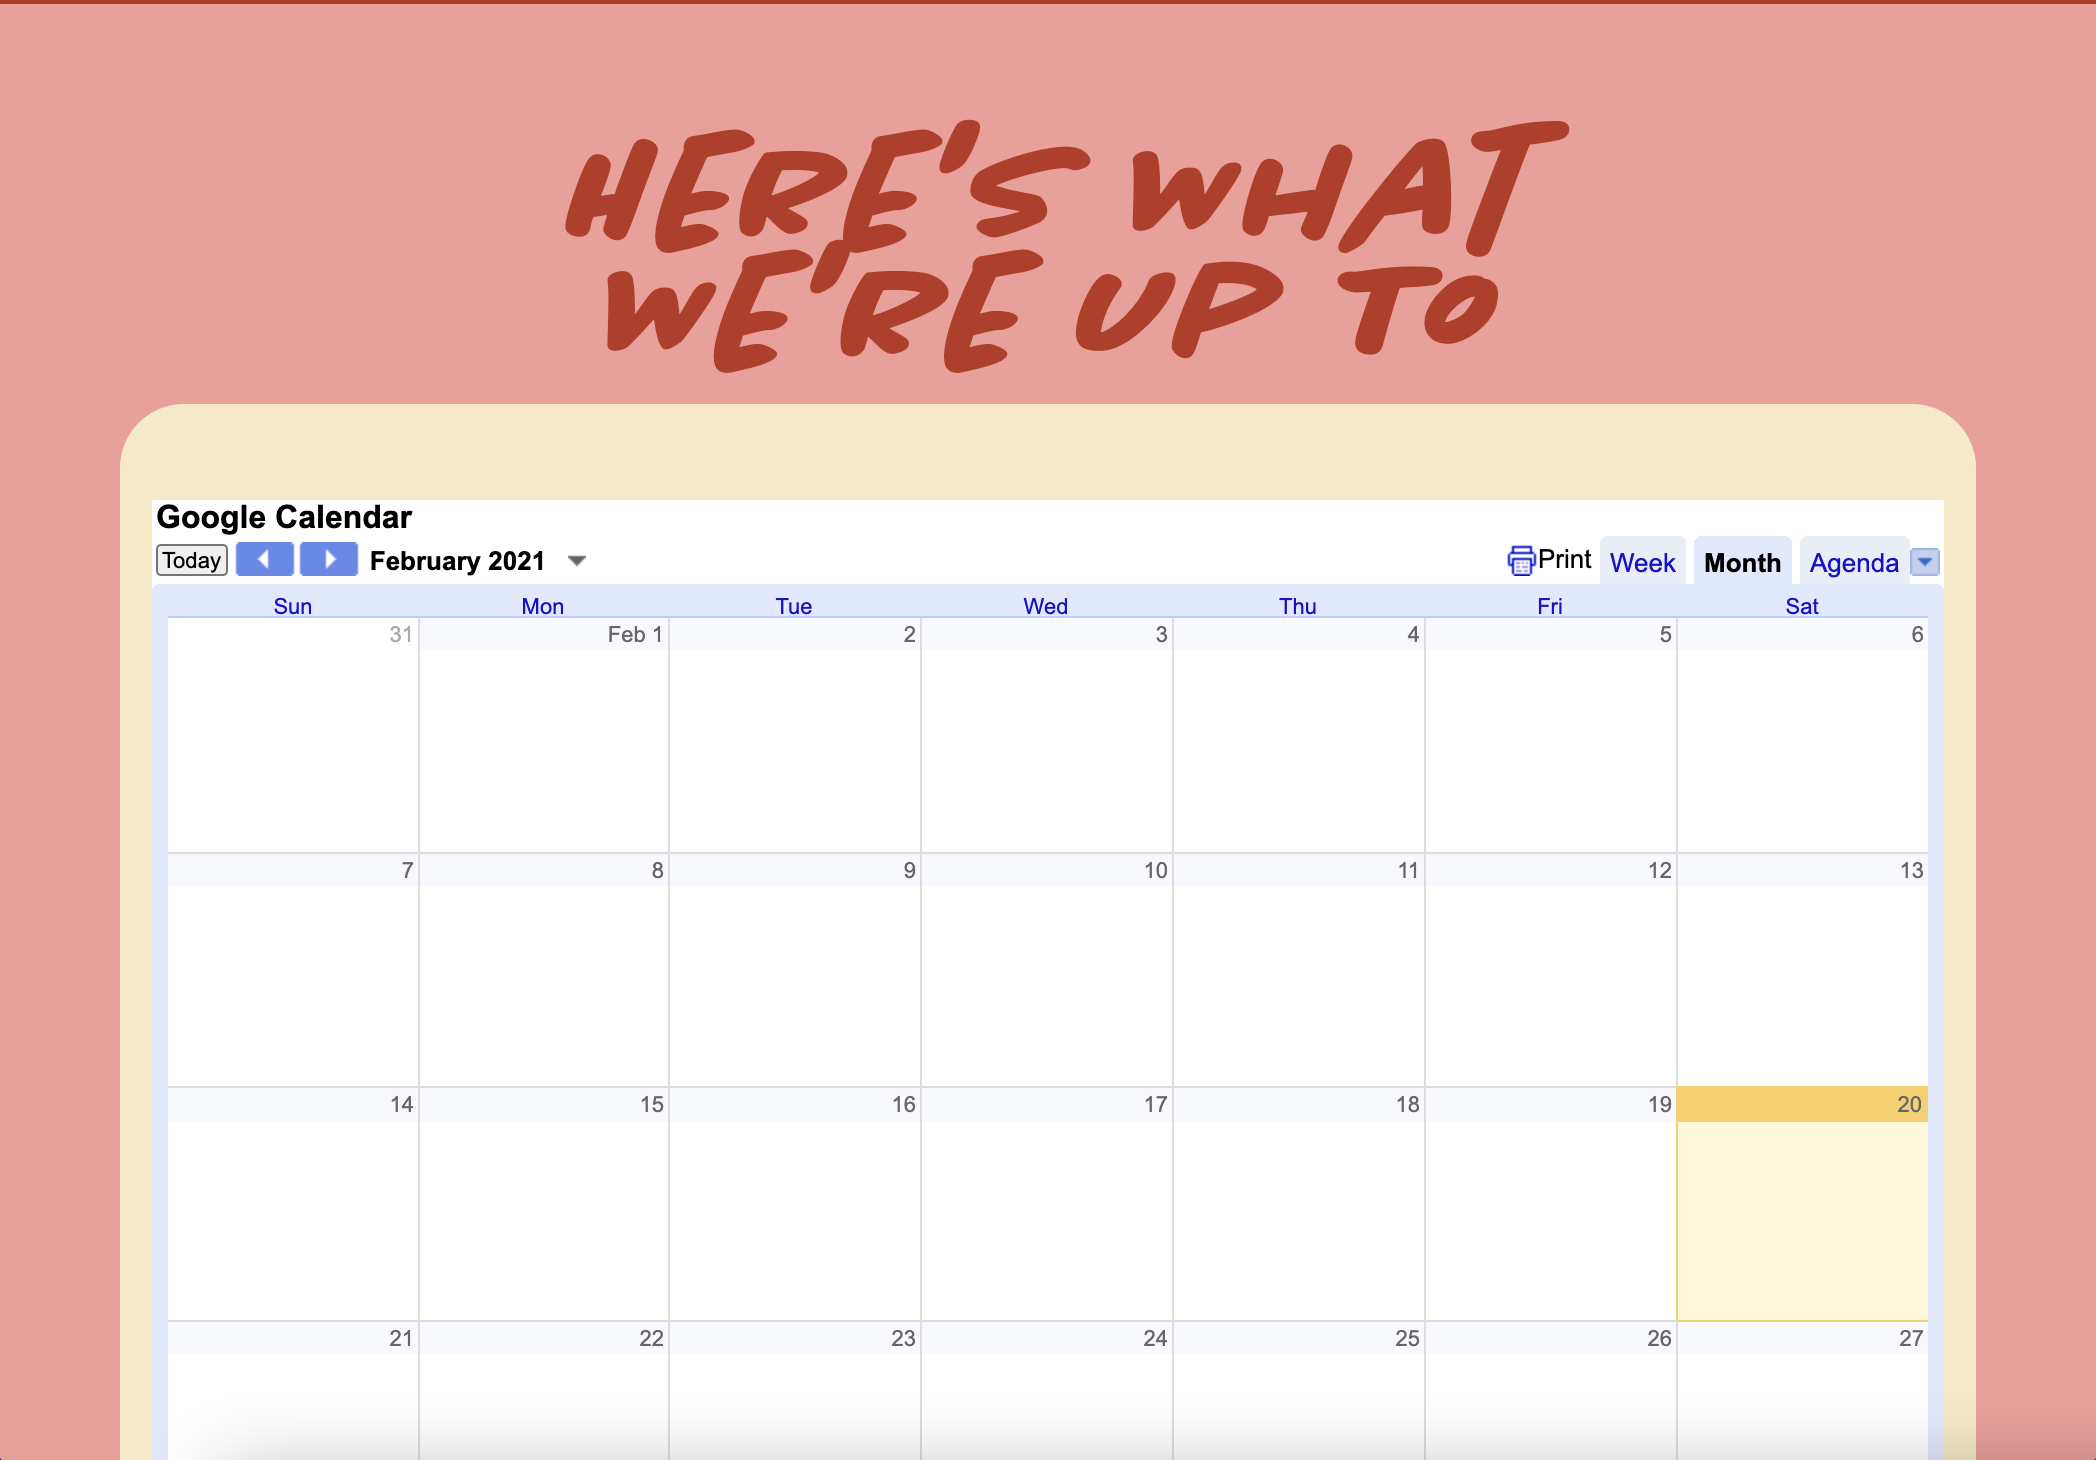 HERE'S WHAT
WE'RE UP TO
Google Calendar
Today February 2021 Print Week Month Agenda
Sun Mon Tue Wed Thu Fri Sat
31 Feb 1 2 3 4 5 6
7 8 9 10 11 12 13
14 15 16 17 18 19 20
21 22 23 24 25 26 27